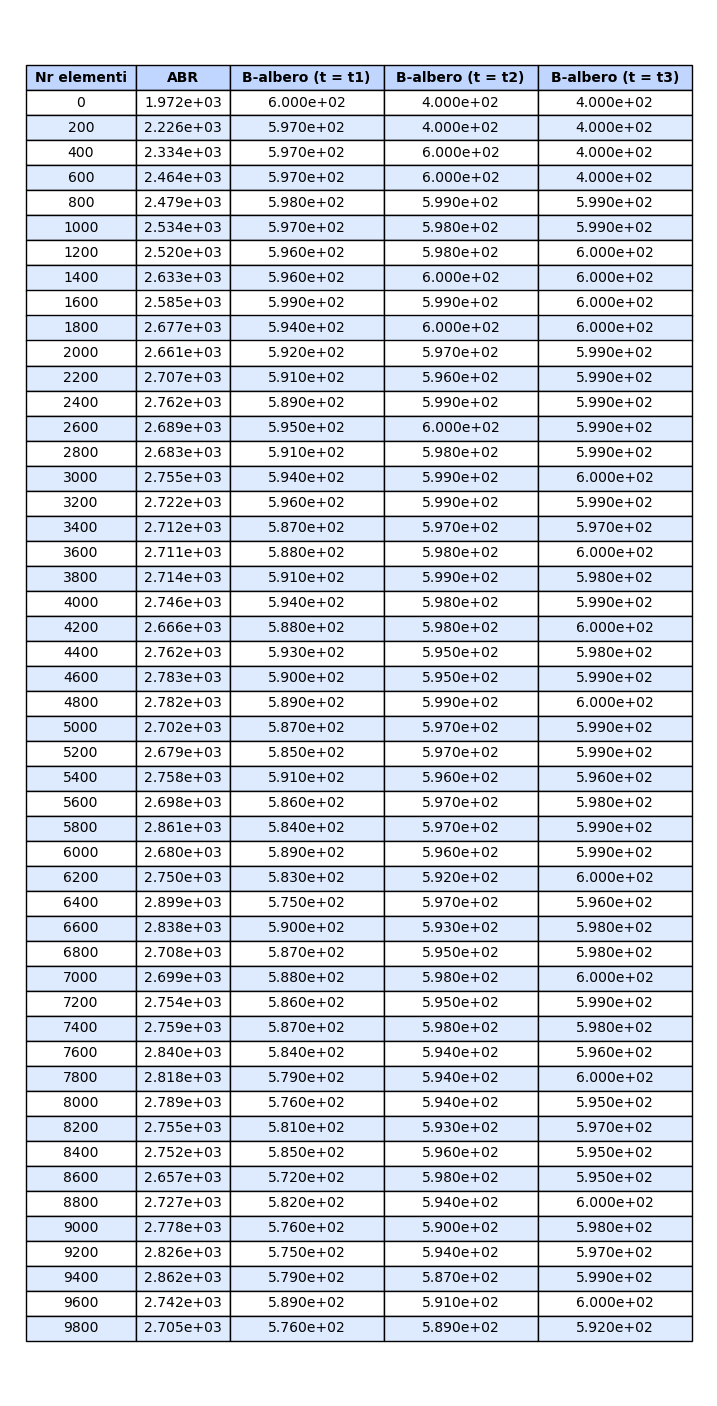 Nr elementi ABR B-albero (t = t1) B-albero (t = t2) B-albero (t = t3)
0 1.972e+03 6.000e+02 4.000e+02 4.000e+02
200 2.226e+03 5.970e+02 4.000e+02 4.000e+02
400 2.334e+03 5.970e+02 6.000e+02 4.000e+02
600 2.464e+03 5.970e+02 6.000e+02 4.000e+02
800 2.479e+03 5.980e+02 5.990e+02 5.990e+02
1000 2.534e+03 5.970e+02 5.980e+02 5.990e+02
1200 2.520e+03 5.960e+02 5.980e+02 6.000e+02
1400 2.633e+03 5.960e+02 6.000e+02 6.000e+02
1600 2.585e+03 5.990e+02 5.990e+02 6.000e+02
1800 2.677e+03 5.940e+02 6.000e+02 6.000e+02
2000 2.661e+03 5.920e+02 5.970e+02 5.990e+02
2200 2.707e+03 5.910e+02 5.960e+02 5.990e+02
2400 2.762e+03 5.890e+02 5.990e+02 5.990e+02
2600 2.689e+03 5.950e+02 6.000e+02 5.990e+02
2800 2.683e+03 5.910e+02 5.980e+02 5.990e+02
3000 2.755e+03 5.940e+02 5.990e+02 6.000e+02
3200 2.722e+03 5.960e+02 5.990e+02 5.990e+02
3400 2.712e+03 5.870e+02 5.970e+02 5.970e+02
3600 2.711e+03 5.880e+02 5.980e+02 6.000e+02
3800 2.714e+03 5.910e+02 5.990e+02 5.980e+02
4000 2.746e+03 5.940e+02 5.980e+02 5.990e+02
4200 2.666e+03 5.880e+02 5.980e+02 6.000e+02
4400 2.762e+03 5.930e+02 5.950e+02 5.980e+02
4600 2.783e+03 5.900e+02 5.950e+02 5.990e+02
4800 2.782e+03 5.890e+02 5.990e+02 6.000e+02
5000 2.702e+03 5.870e+02 5.970e+02 5.990e+02
5200 2.679e+03 5.850e+02 5.970e+02 5.990e+02
5400 2.758e+03 5.910e+02 5.960e+02 5.960e+02
5600 2.698e+03 5.860e+02 5.970e+02 5.980e+02
5800 2.861e+03 5.840e+02 5.970e+02 5.990e+02
6000 2.680e+03 5.890e+02 5.960e+02 5.990e+02
6200 2.750e+03 5.830e+02 5.920e+02 6.000e+02
6400 2.899e+03 5.750e+02 5.970e+02 5.960e+02
6600 2.838e+03 5.900e+02 5.930e+02 5.980e+02
6800 2.708e+03 5.870e+02 5.950e+02 5.980e+02
7000 2.699e+03 5.880e+02 5.980e+02 6.000e+02
7200 2.754e+03 5.860e+02 5.950e+02 5.990e+02
7400 2.759e+03 5.870e+02 5.980e+02 5.980e+02
7600 2.840e+03 5.840e+02 5.940e+02 5.960e+02
7800 2.818e+03 5.790e+02 5.940e+02 6.000e+02
8000 2.789e+03 5.760e+02 5.940e+02 5.950e+02
8200 2.755e+03 5.810e+02 5.930e+02 5.970e+02
8400 2.752e+03 5.850e+02 5.960e+02 5.950e+02
8600 2.657e+03 5.720e+02 5.980e+02 5.950e+02
8800 2.727e+03 5.820e+02 5.940e+02 6.000e+02
9000 2.778e+03 5.760e+02 5.900e+02 5.980e+02
9200 2.826e+03 5.750e+02 5.940e+02 5.970e+02
9400 2.862e+03 5.790e+02 5.870e+02 5.990e+02
9600 2.742e+03 5.890e+02 5.910e+02 6.000e+02
9800 2.705e+03 5.760e+02 5.890e+02 5.920e+02